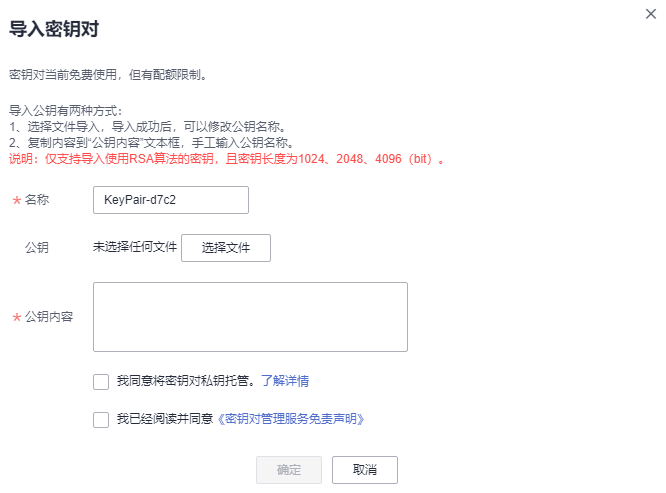 导入密钥对
密钥对当前免费使用，但有配额限制。
导入公钥有两种方式：
1、选择文件导入，导入成功后，可以修改公钥名称。
2、复制内容到“公钥内容”文本框，手工输入公钥名称。
说明：仅支持导入使用RSA算法的密钥，且密钥长度为1024、2048、4096（bit）。
* 名称 KeyPair-d7c2
公钥 未选择任何文件 选择文件
* 公钥内容
我同意将密钥对私钥托管。了解详情
我已经阅读并同意《密钥对管理服务免责声明》
确定 取消